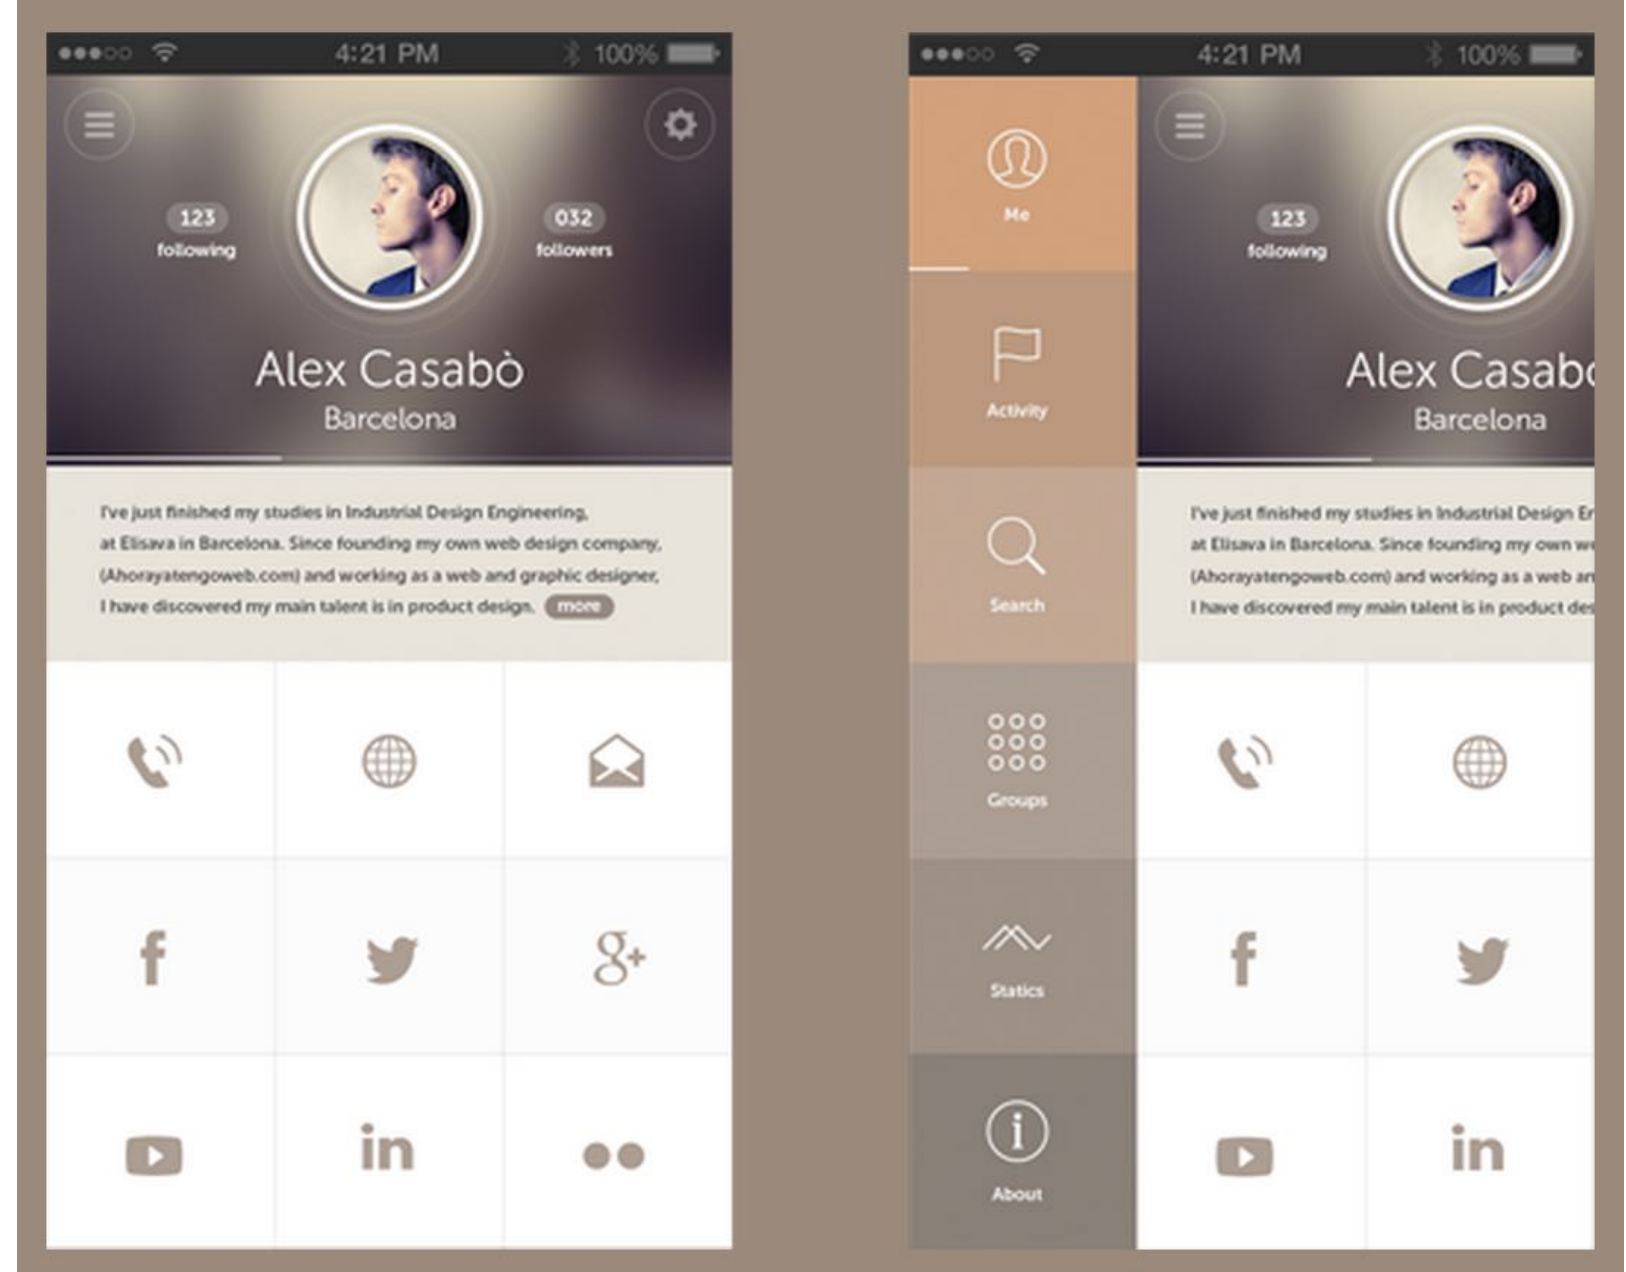 4:21 PM
100%
123
following
032
followers
Alex Casabò
Barcelona
I've just finished my studies in Industrial Design Engineering,
at Elisava in Barcelona. Since founding my own web design company,
(Ahorayatengoweb.com) and working as a web and graphic designer,
I have discovered my main talent is in product design. more
f
g+
in
4:21 PM
100%
Me
Activity
Search
Groups
Statics
About
123
following
Alex Casabò
Barcelona
I've just finished my studies in Industrial Design Er
at Elisava in Barcelona. Since founding my own we
(Ahorayatengoweb.com) and working as a web an
I have discovered my main talent is in product des
f
in